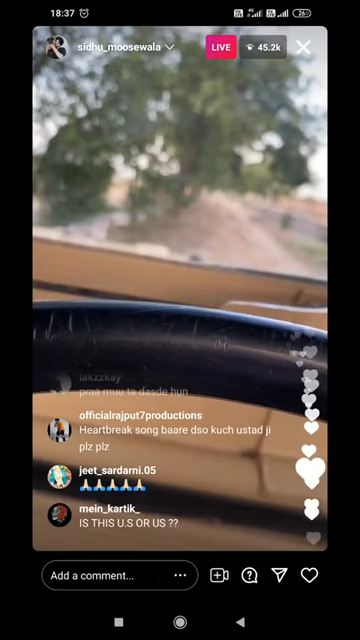 18:37
26
sidhu_moosewala
LIVE
45.2k
lakzzkay
praa muu ta dasde hun
officialrajput7productions
Heartbreak song baare dso kuch ustad ji
plz plz
jeet_sardarni.05
🙏🏻🙏🏻🙏🏻🙏🏻🙏🏻
mein_kartik_
IS THIS U.S OR US ??
Add a comment...